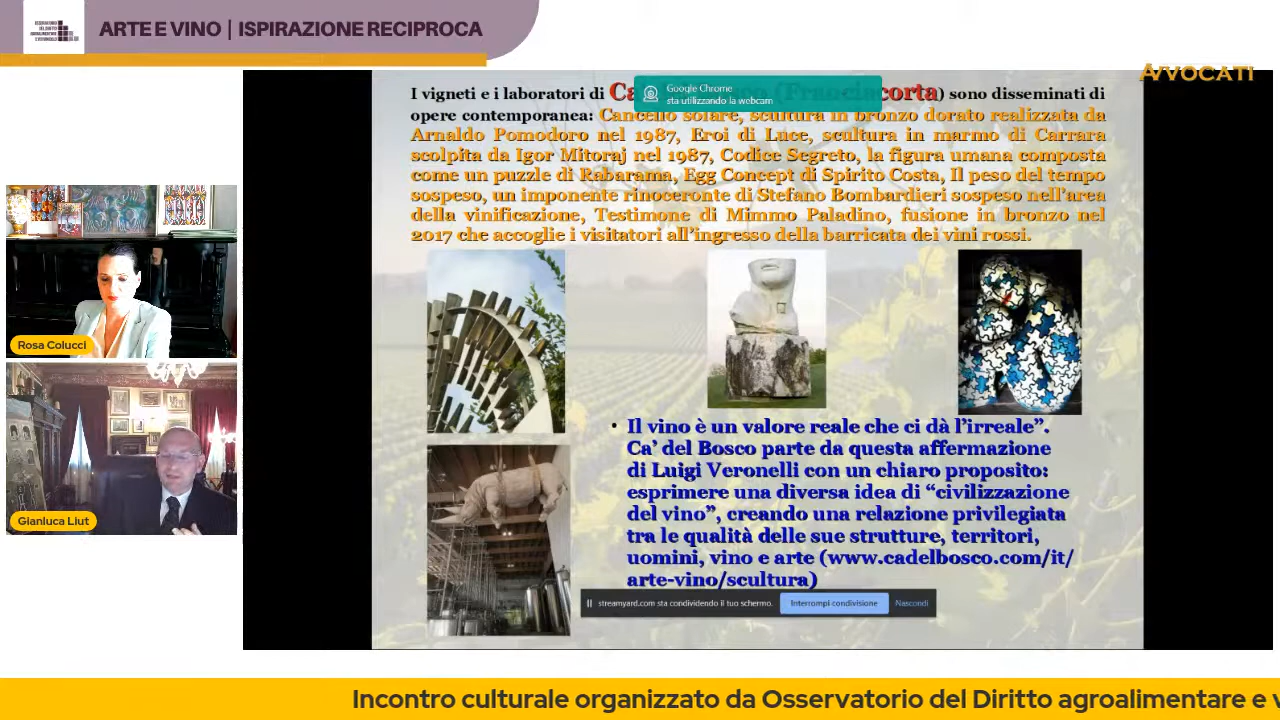 ARTE E VINO | ISPIRAZIONE RECIPROCA
AVVOCATI
Google Chrome
sta utilizzando la webcam
I vigneti e i laboratori di Ca (Franciacorta) sono disseminati di
opere contemporanea: Cancello solare, scultura in bronzo dorato realizzata da
Arnaldo Pomodoro nel 1987, Eroi di Luce, scultura in marmo di Carrara
scolpita da Igor Mitoraj nel 1987, Codice Segreto, la figura umana composta
come un puzzle di Rabarama, Egg Concept di Spirito Costa, Il peso del tempo
sospeso, un imponente rinoceronte di Stefano Bombardieri sospeso nell'area
della vinificazione, Testimone di Mimmo Paladino, fusione in bronzo nel
2017 che accoglie i visitatori all'ingresso della barricata dei vini rossi.
Rosa Colucci
Gianluca Liut
• Il vino è un valore reale che ci dà l'irreale".
Ca' del Bosco parte da questa affermazione
di Luigi Veronelli con un chiaro proposito:
esprimere una diversa idea di "civilizzazione
del vino", creando una relazione privilegiata
tra le qualità delle sue strutture, territori,
uomini, vino e arte (www.cadelbosco.com/it/
arte-vino/scultura)
streamyard.com sta condividendo il tuo schermo. Interrompi condivisione Nascondi
Incontro culturale organizzato da Osservatorio del Diritto agroalimentare e v